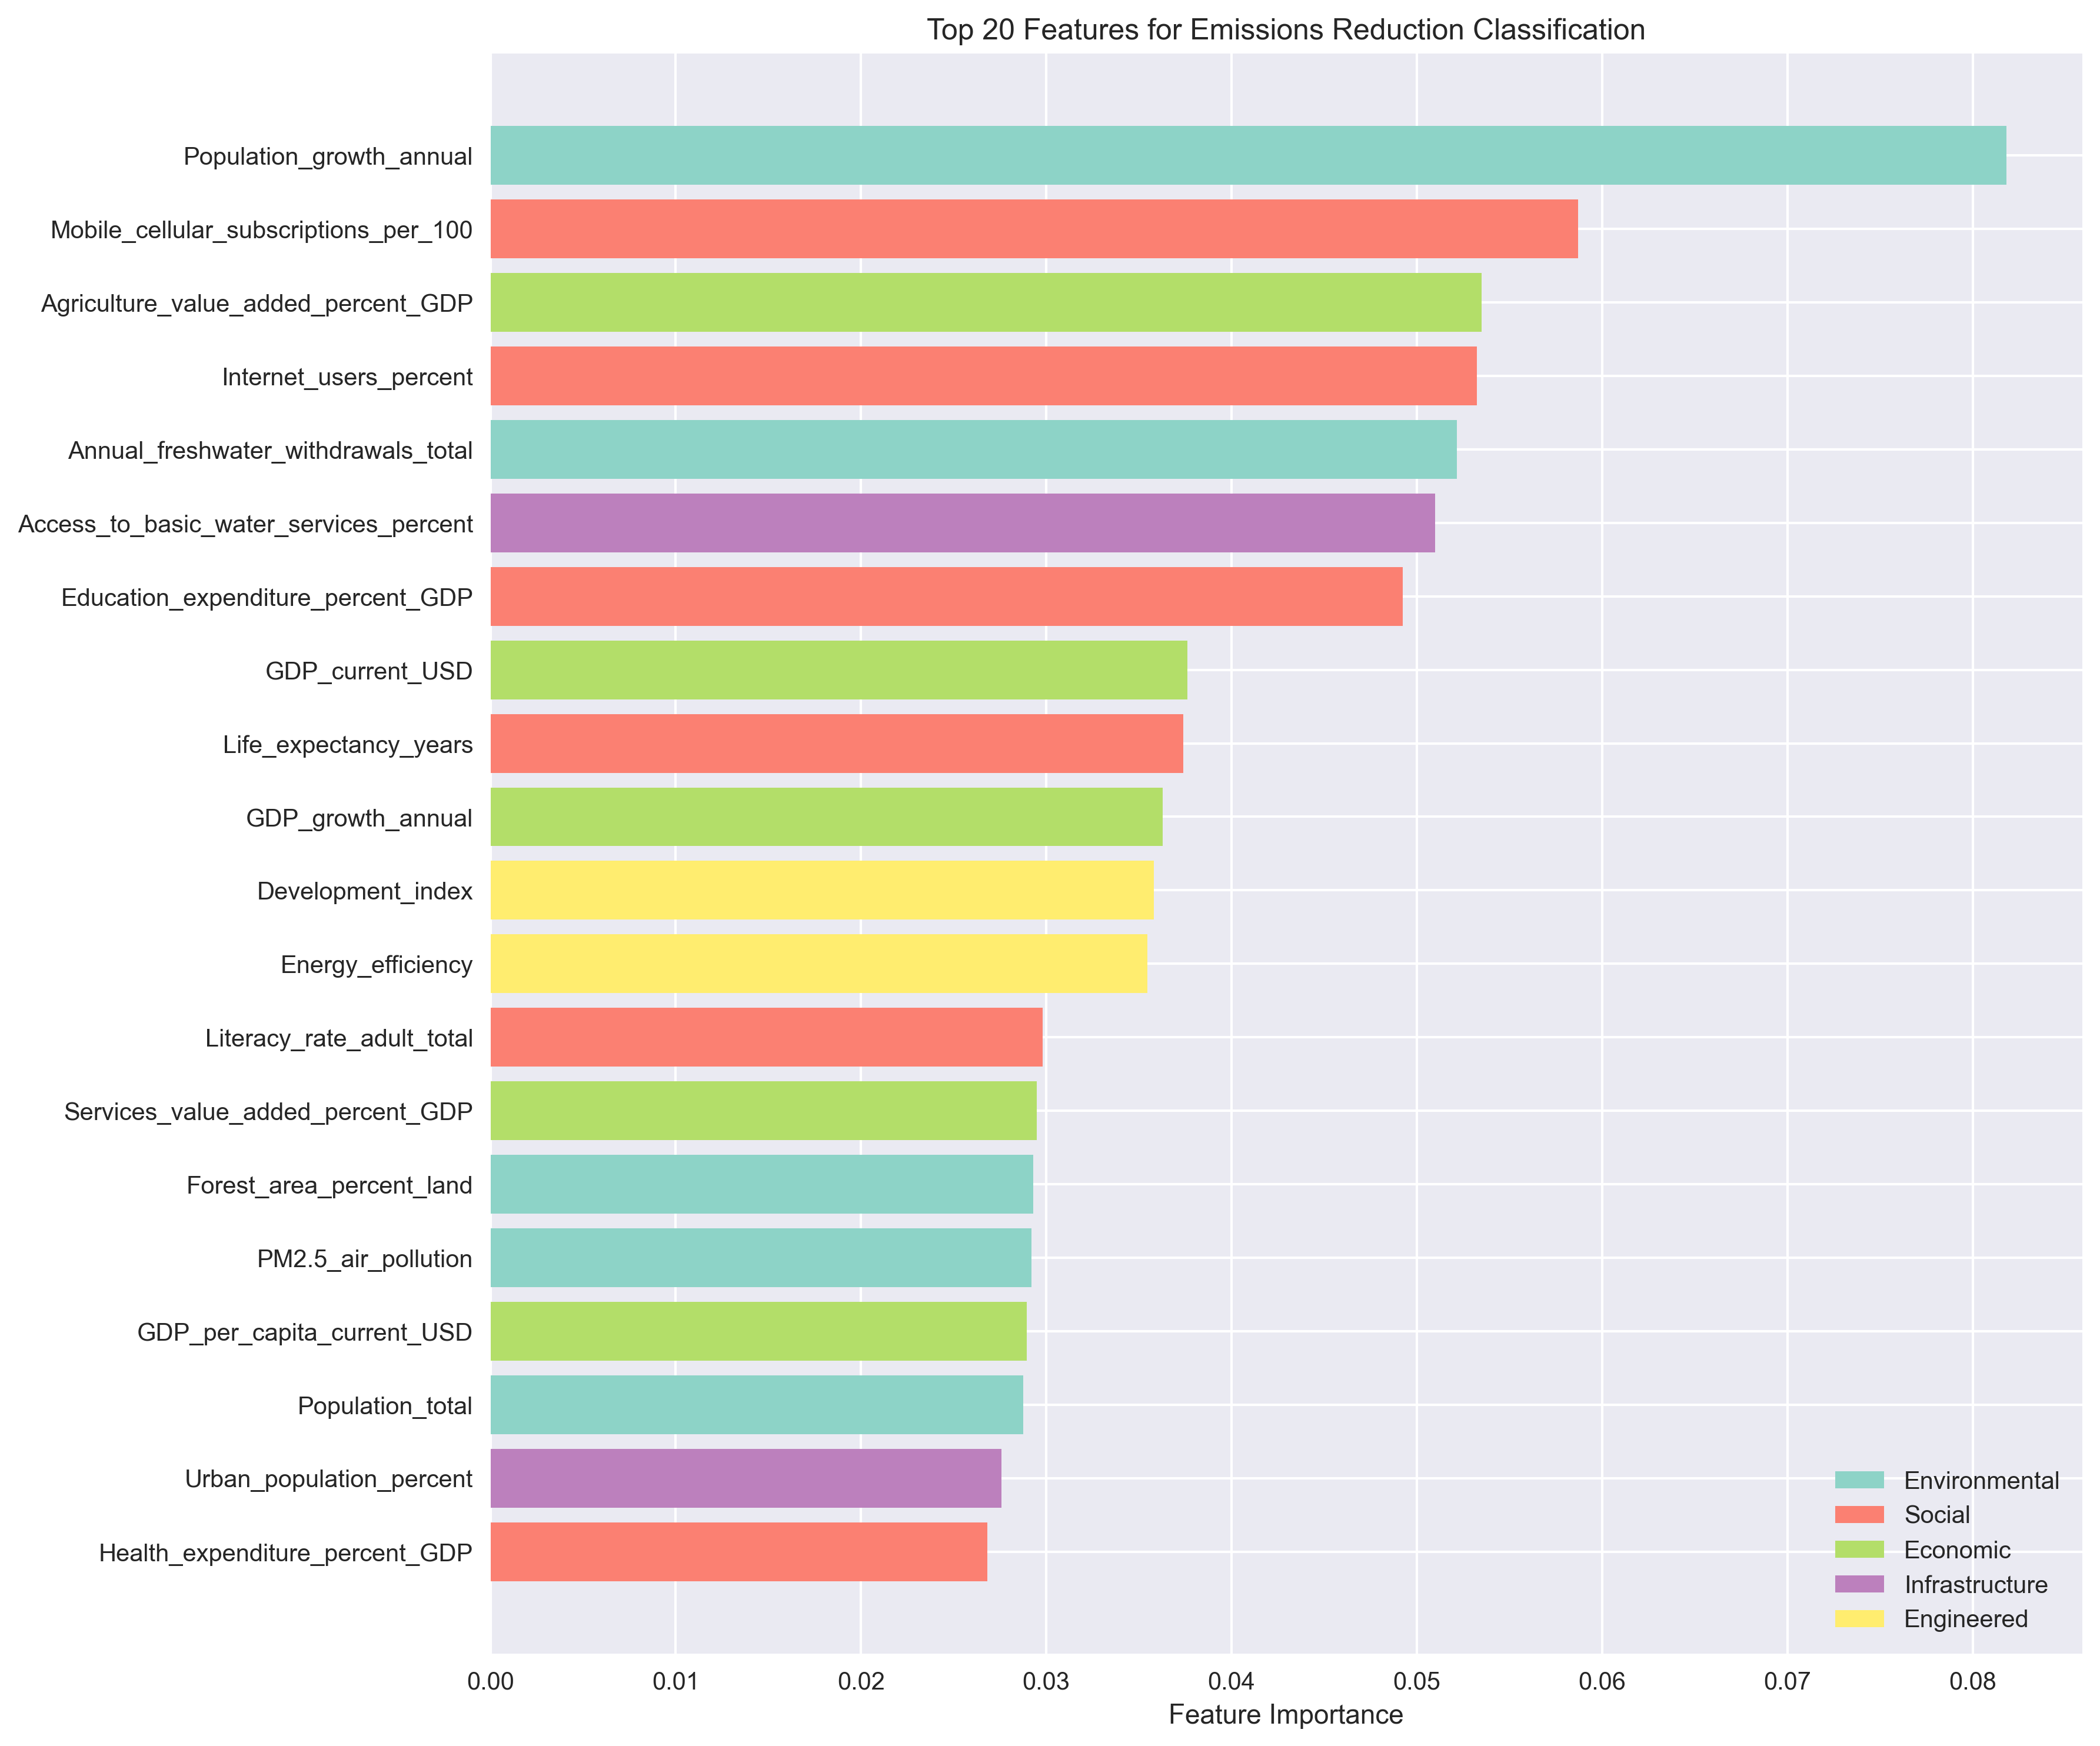 Top 20 Features for Emissions Reduction Classification
Population_growth_annual
Mobile_cellular_subscriptions_per_100
Agriculture_value_added_percent_GDP
Internet_users_percent
Annual_freshwater_withdrawals_total
Access_to_basic_water_services_percent
Education_expenditure_percent_GDP
GDP_current_USD
Life_expectancy_years
GDP_growth_annual
Development_index
Energy_efficiency
Literacy_rate_adult_total
Services_value_added_percent_GDP
Forest_area_percent_land
PM2.5_air_pollution
GDP_per_capita_current_USD
Population_total
Urban_population_percent
Health_expenditure_percent_GDP
Environmental
Social
Economic
Infrastructure
Engineered
0.00 0.01 0.02 0.03 0.04 0.05 0.06 0.07 0.08
Feature Importance